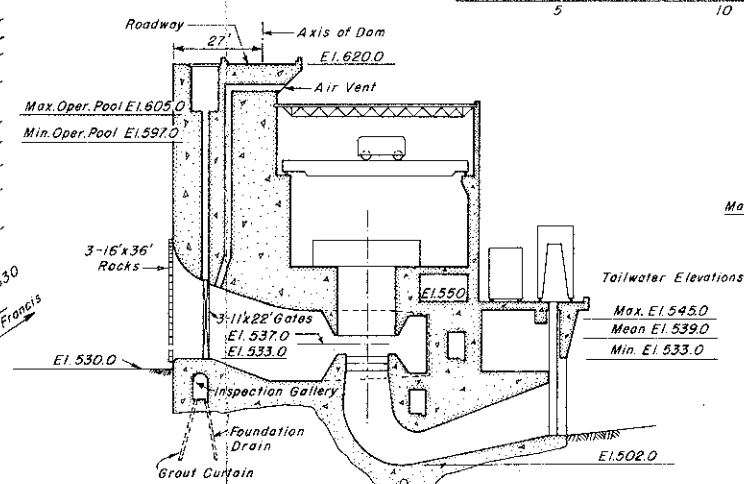 5 10
Roadway
Axis of Dam
27'
El. 620.0
Air Vent
Max. Oper. Pool El. 605.0
Min. Oper. Pool El. 597.0
Ma
3-16'x36'
Racks
530
Francis
El. 550
Tailwater Elevations
3-11'x22' Gates
Max. El. 545.0
El. 537.0
Mean El. 539.0
El. 533.0
Min. El. 533.0
El. 530.0
Inspection Gallery
Foundation
Drain
Grout Curtain
El. 502.0